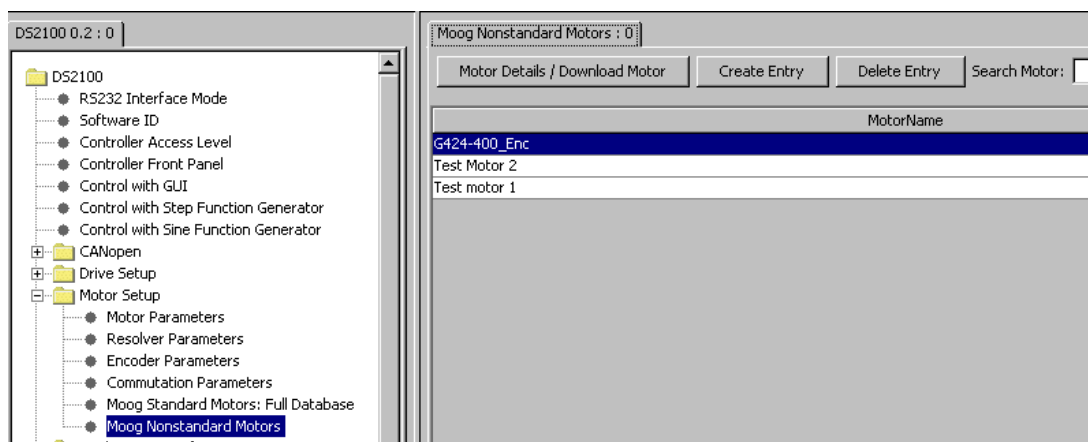 DS2100 0.2 : 0
DS2100
RS232 Interface Mode
Software ID
Controller Access Level
Controller Front Panel
Control with GUI
Control with Step Function Generator
Control with Sine Function Generator
CANopen
Drive Setup
Motor Setup
Motor Parameters
Resolver Parameters
Encoder Parameters
Commutation Parameters
Moog Standard Motors: Full Database
Moog Nonstandard Motors
Moog Nonstandard Motors : 0
Motor Details / Download Motor Create Entry Delete Entry Search Motor:
MotorName
G424-400_Enc
Test Motor 2
Test motor 1